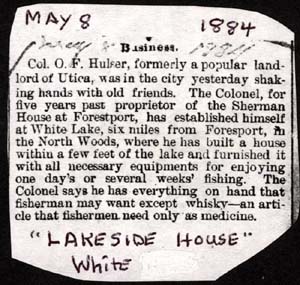 MAY 8 1884
Business.
Col. O. F. Hulser, formerly a popular land-
lord of Utica, was in the city yesterday shak-
ing hands with old friends. The Colonel, for
five years past proprietor of the Sherman
House at Forestport, has established himself
at White Lake, six miles from Foresport, in
the North Woods, where he has built a house
within a few feet of the lake and furnished it
with all necessary equipments for enjoying
one day's or several weeks' fishing. The
Colonel says he has everything on hand that
fisherman may want except whisky—an arti-
cle that fishermen need only as medicine.
"LAKESIDE HOUSE"
White